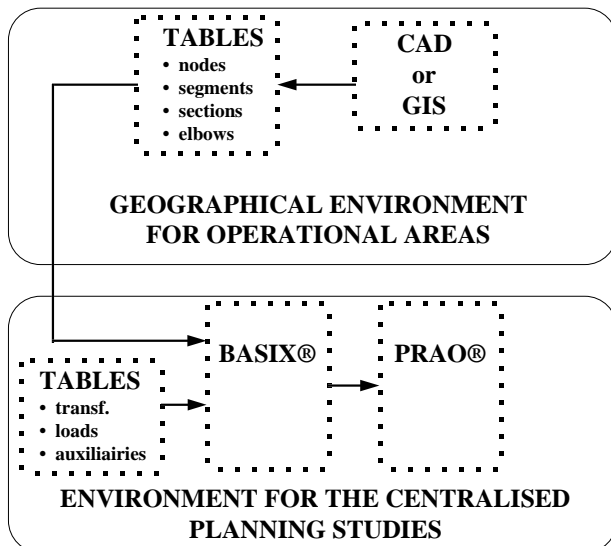 TABLES
• nodes
• segments
• sections
• elbows
CAD
or
GIS
GEOGRAPHICAL ENVIRONMENT
FOR OPERATIONAL AREAS
BASIX®
PRAO®
TABLES
• transf.
• loads
• auxiliairies
ENVIRONMENT FOR THE CENTRALISED
PLANNING STUDIES